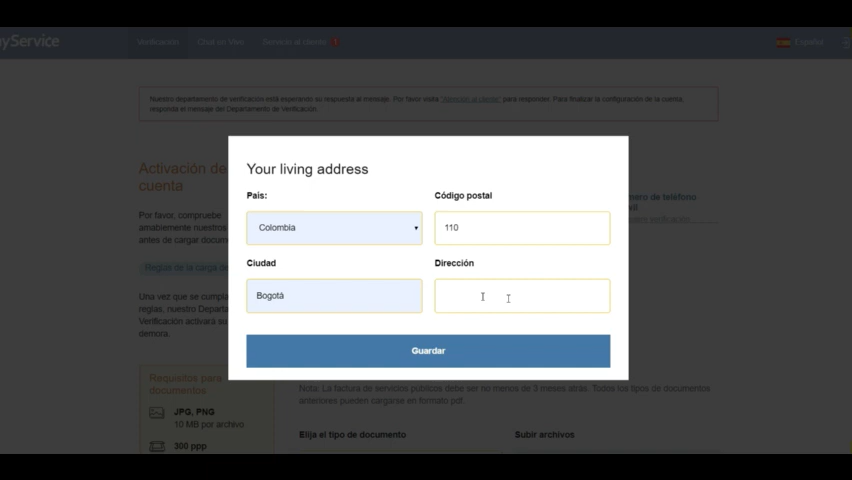 myService
Verificación Chat en Vivo Servicio al cliente 1 Español
Nuestro departamento de verificación está esperando su respuesta al mensaje. Por favor visita "Atención al cliente" para responder. Para finalizar la configuración de la cuenta,
responda el mensaje del Departamento de Verificación.
Activación de
cuenta
Por favor, compruebe
amablemente nuestros
antes de cargar docum
Reglas de la carga de
Una vez que se cumpla
reglas, nuestro Departa
Verificación activará su
demora.
Requisitos para
documentos
JPG, PNG
10 MB por archivo
300 ppp
Your living address
País:
Código postal
Colombia
110
Ciudad
Dirección
Bogotá
Guardar
mero de teléfono
vil
verificación
Nota: La factura de servicios públicos debe ser no menos de 3 meses atrás. Todos los tipos de documentos
anteriores pueden cargarse en formato pdf.
Elija el tipo de documento
Subir archivos